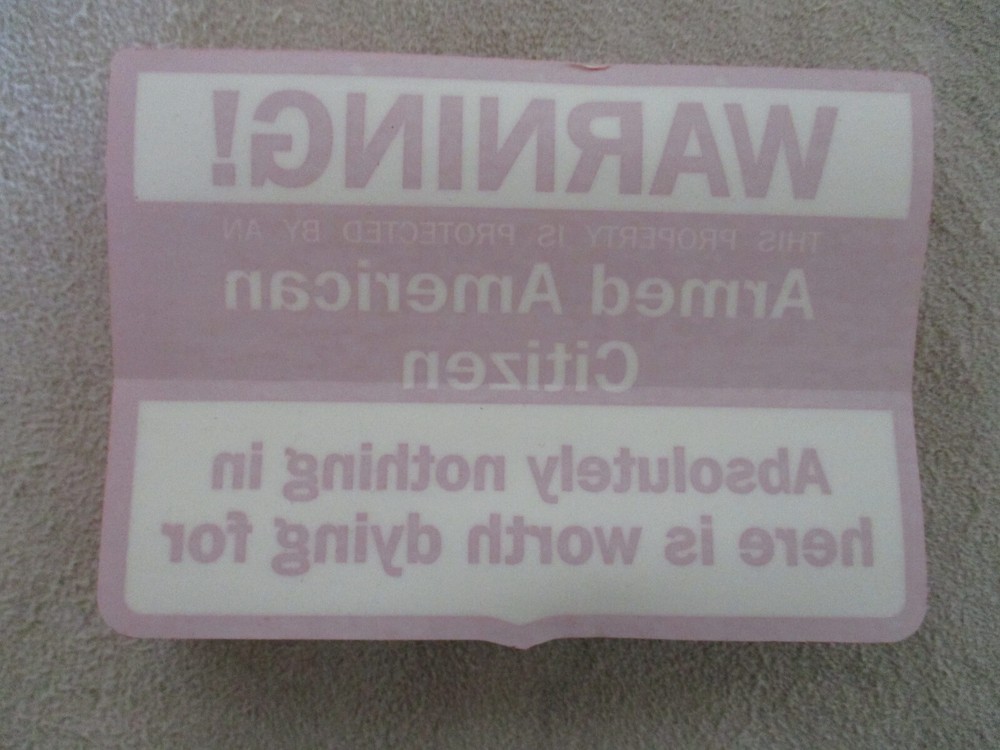 WARNING!
THIS PROPERTY IS PROTECTED BY AN
Armed American
Citizen
Absolutely nothing in
here is worth dying for